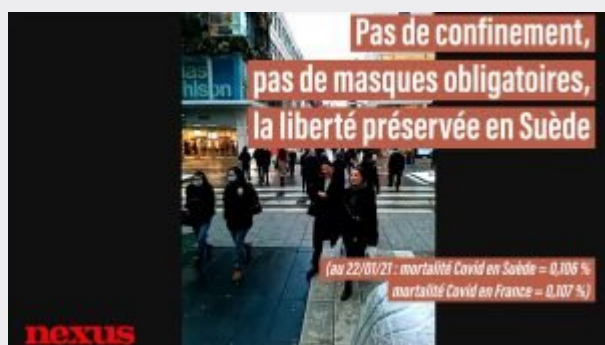 Pas de confinement,
pas de masques obligatoires,
la liberté préservée en Suède
(au 22/01/21 : mortalité Covid en Suède = 0,106 %
mortalité Covid en France = 0,107 %)
nexus